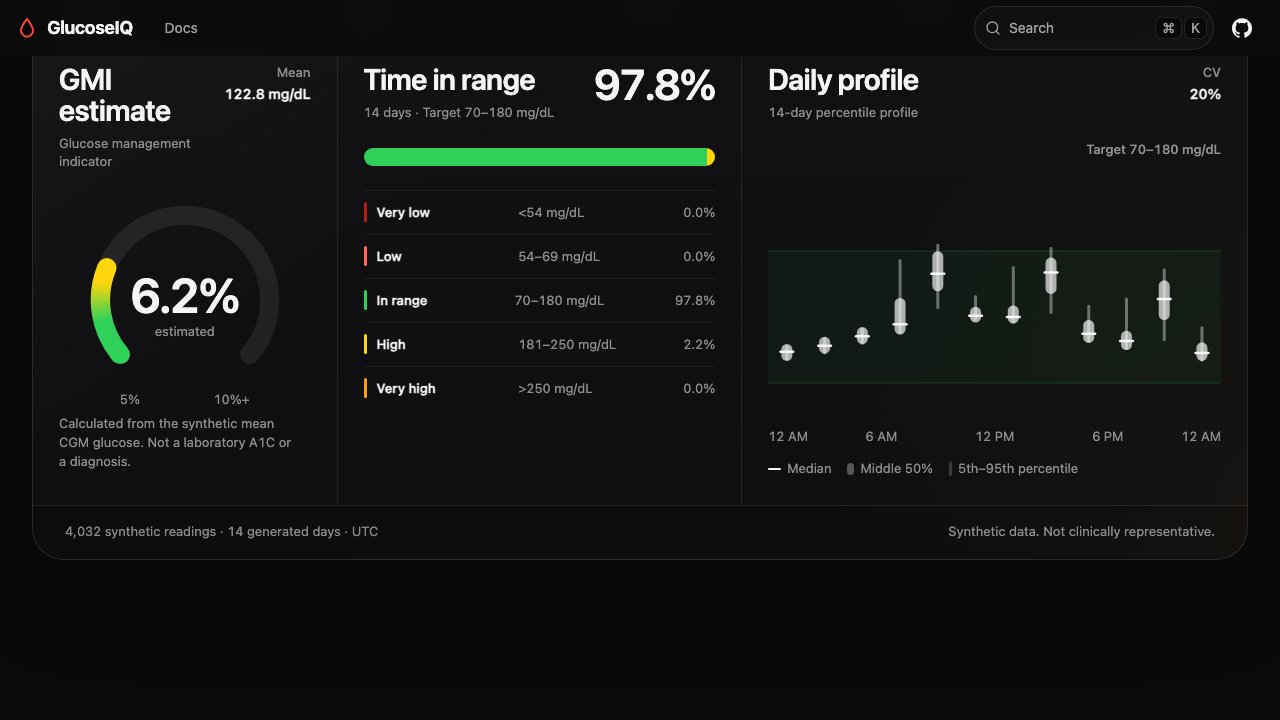 GlucoseIQ
Docs
Search
⌘ K
GMI
estimate
Mean
122.8 mg/dL
Glucose management
indicator
6.2%
estimated
5%
10%+
Calculated from the synthetic mean
CGM glucose. Not a laboratory A1C or
a diagnosis.
Time in range
97.8%
14 days · Target 70–180 mg/dL
Very low <54 mg/dL 0.0%
Low 54–69 mg/dL 0.0%
In range 70–180 mg/dL 97.8%
High 181–250 mg/dL 2.2%
Very high >250 mg/dL 0.0%
Daily profile
CV
20%
14-day percentile profile
Target 70–180 mg/dL
12 AM 6 AM 12 PM 6 PM 12 AM
Median Middle 50% 5th–95th percentile
4,032 synthetic readings · 14 generated days · UTC
Synthetic data. Not clinically representative.